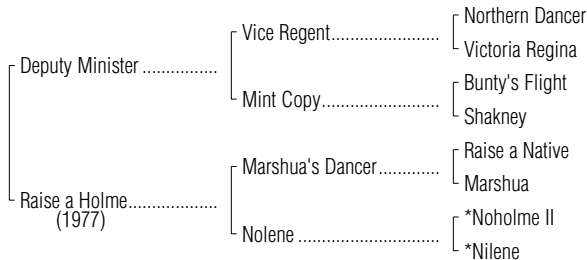 Northern Dancer
Vice Regent..........................
Victoria Regina
Deputy Minister ................
Bunty's Flight
Mint Copy............................
Shakney
Raise a Native
Marshua's Dancer...............
Marshua
Raise a Holme...................
(1977)
*Noholme II
Nolene .................................
*Nilene